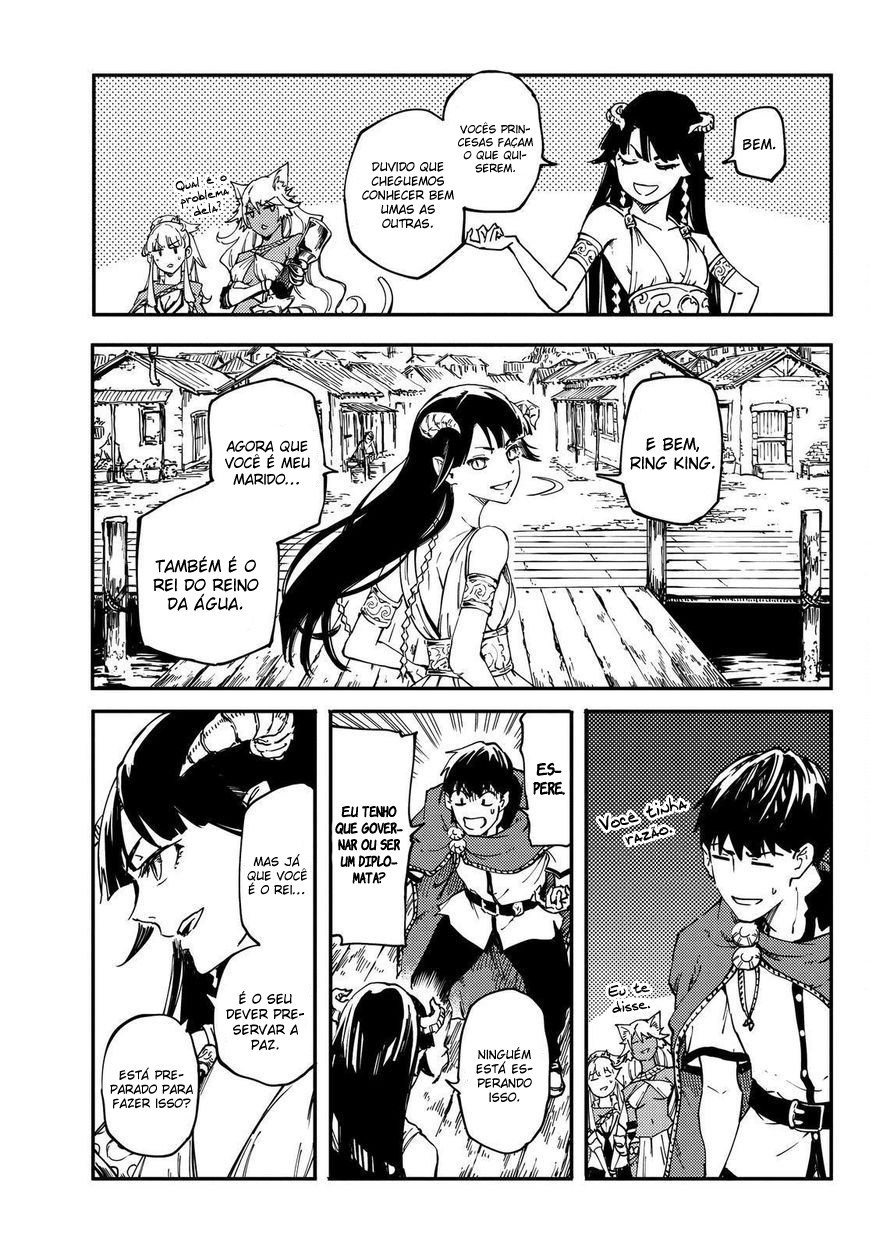 BEM.
VOCÊS PRIN-
CESAS FAÇAM
O QUE QUI-
SEREM.
DUVIDO QUE
CHEGUEMOS
CONHECER BEM
UMAS AS
OUTRAS.
Qual é o
problema
dela?
E BEM,
RING KING.
AGORA QUE
VOCÊ É MEU
MARIDO...
TAMBÉM É O
REI DO REINO
DA ÁGUA.
Você tinha
razão.
Eu te
disse.
ES-
PERE.
EU TENHO
QUE GOVER-
NAR OU SER
UM DIPLO-
MATA?
NINGUÉM
ESTÁ ES-
PERANDO
ISSO.
MAS JÁ
QUE VOCÊ
É O REI...
É O SEU
DEVER PRE-
SERVAR A
PAZ.
ESTÁ PRE-
PARADO PARA
FAZER ISSO?